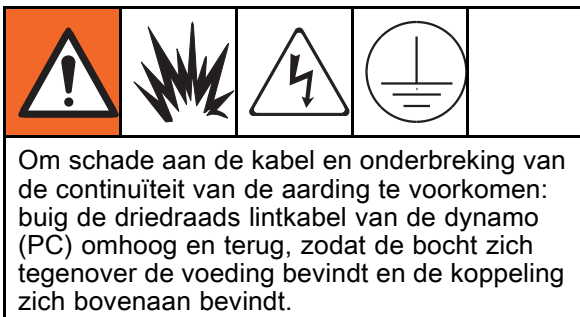 Om schade aan de kabel en onderbreking van
de continuïteit van de aarding te voorkomen:
buig de driedraads lintkabel van de dynamo
(PC) omhoog en terug, zodat de bocht zich
tegenover de voeding bevindt en de koppeling
zich bovenaan bevindt.